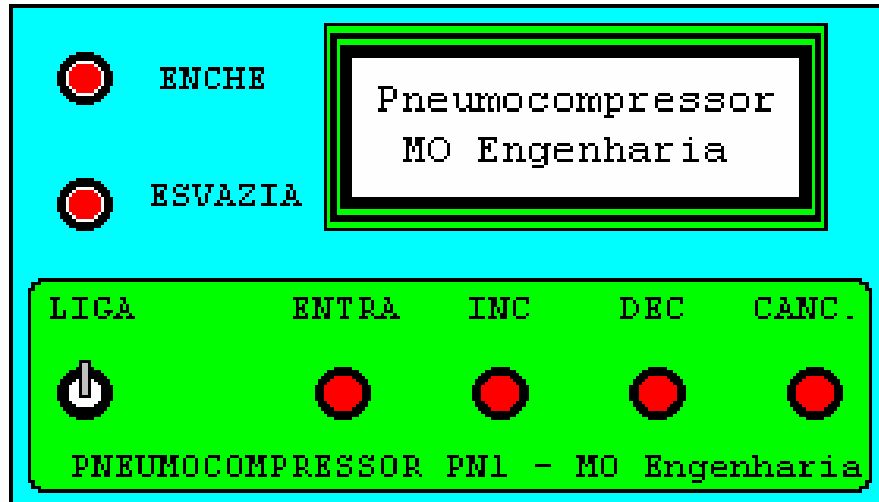 ENCHE
Pneumocompressor
MO Engenharia
ESVAZIA
LIGA ENTRA INC DEC CANC.
PNEUMOCOMPRESSOR PN1 - MO Engenharia